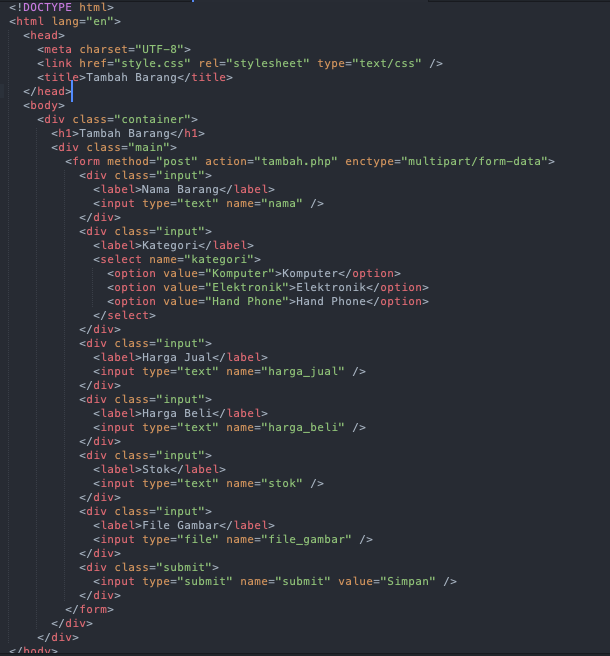 <!DOCTYPE html>
<html lang="en">
  <head>
    <meta charset="UTF-8">
    <link href="style.css" rel="stylesheet" type="text/css" />
    <title>Tambah Barang</title>
  </head>
  <body>
    <div class="container">
      <h1>Tambah Barang</h1>
      <div class="main">
        <form method="post" action="tambah.php" enctype="multipart/form-data">
          <div class="input">
            <label>Nama Barang</label>
            <input type="text" name="nama" />
          </div>
          <div class="input">
            <label>Kategori</label>
            <select name="kategori">
              <option value="Komputer">Komputer</option>
              <option value="Elektronik">Elektronik</option>
              <option value="Hand Phone">Hand Phone</option>
            </select>
          </div>
          <div class="input">
            <label>Harga Jual</label>
            <input type="text" name="harga_jual" />
          </div>
          <div class="input">
            <label>Harga Beli</label>
            <input type="text" name="harga_beli" />
          </div>
          <div class="input">
            <label>Stok</label>
            <input type="text" name="stok" />
          </div>
          <div class="input">
            <label>File Gambar</label>
            <input type="file" name="file_gambar" />
          </div>
          <div class="submit">
            <input type="submit" name="submit" value="Simpan" />
          </div>
        </form>
      </div>
    </div>
</body>